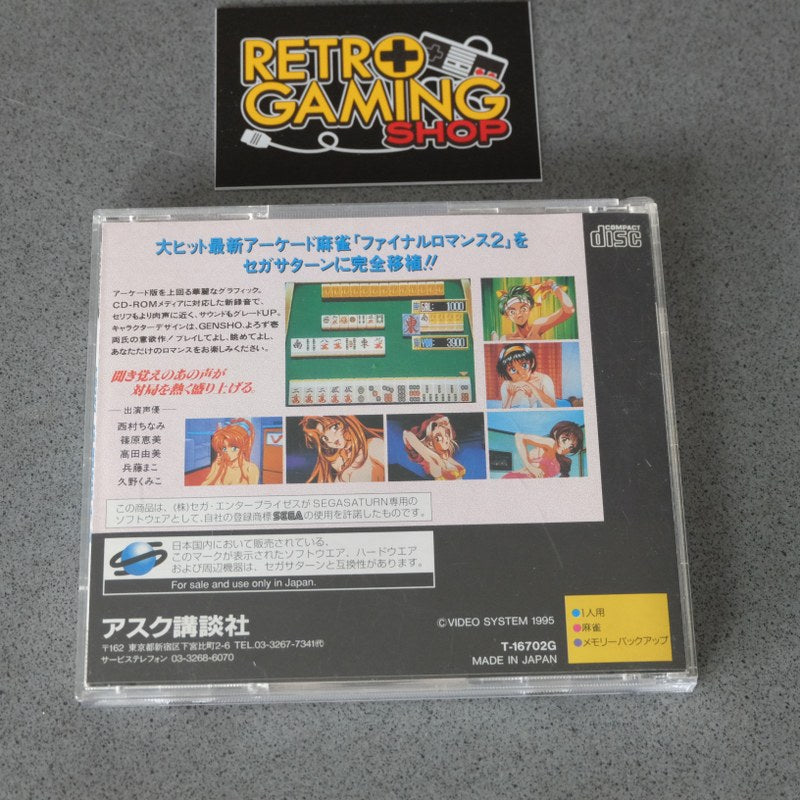 RETRO
GAMING
SHOP
COMPACT
disc
大ヒット最新アーケード麻雀「ファイナルロマンス2」を
セガサターンに完全移植!!
アーケード版を上回る華麗なグラフィック。
CD-ROMメディアに対応した新録音で、
セリフもより肉声に近く、サウンドもグレードUP。
キャラクターデザインは、GENSHO、よろず壱
両氏の意欲作!プレイしてよし、眺めてよし、
あなただけのロマンスをお楽しみください。
聞き覚えのあの声が
対局を熱く盛り上げる。
出演声優
西村ちなみ
篠原恵美
高田由美
兵藤まこ
久野くみこ
1000
3900
この商品は、(株)セガ・エンタープライゼスがSEGASATURN専用の
ソフトウェアとして、自社の登録商標SEGAの使用を許諾したものです。
日本国内において販売されている、
このマークが表示されたソフトウエア、ハードウエア
および周辺機器は、セガサターンと互換性があります。
For sale and use only in Japan.
アスク講談社
〒162 東京都新宿区下宮比町2-6 TEL.03-3267-7341代
サービステレフォン 03-3268-6070
©VIDEO SYSTEM 1995
T-16702G
MADE IN JAPAN
●1人用
●麻雀
●メモリーバックアップ